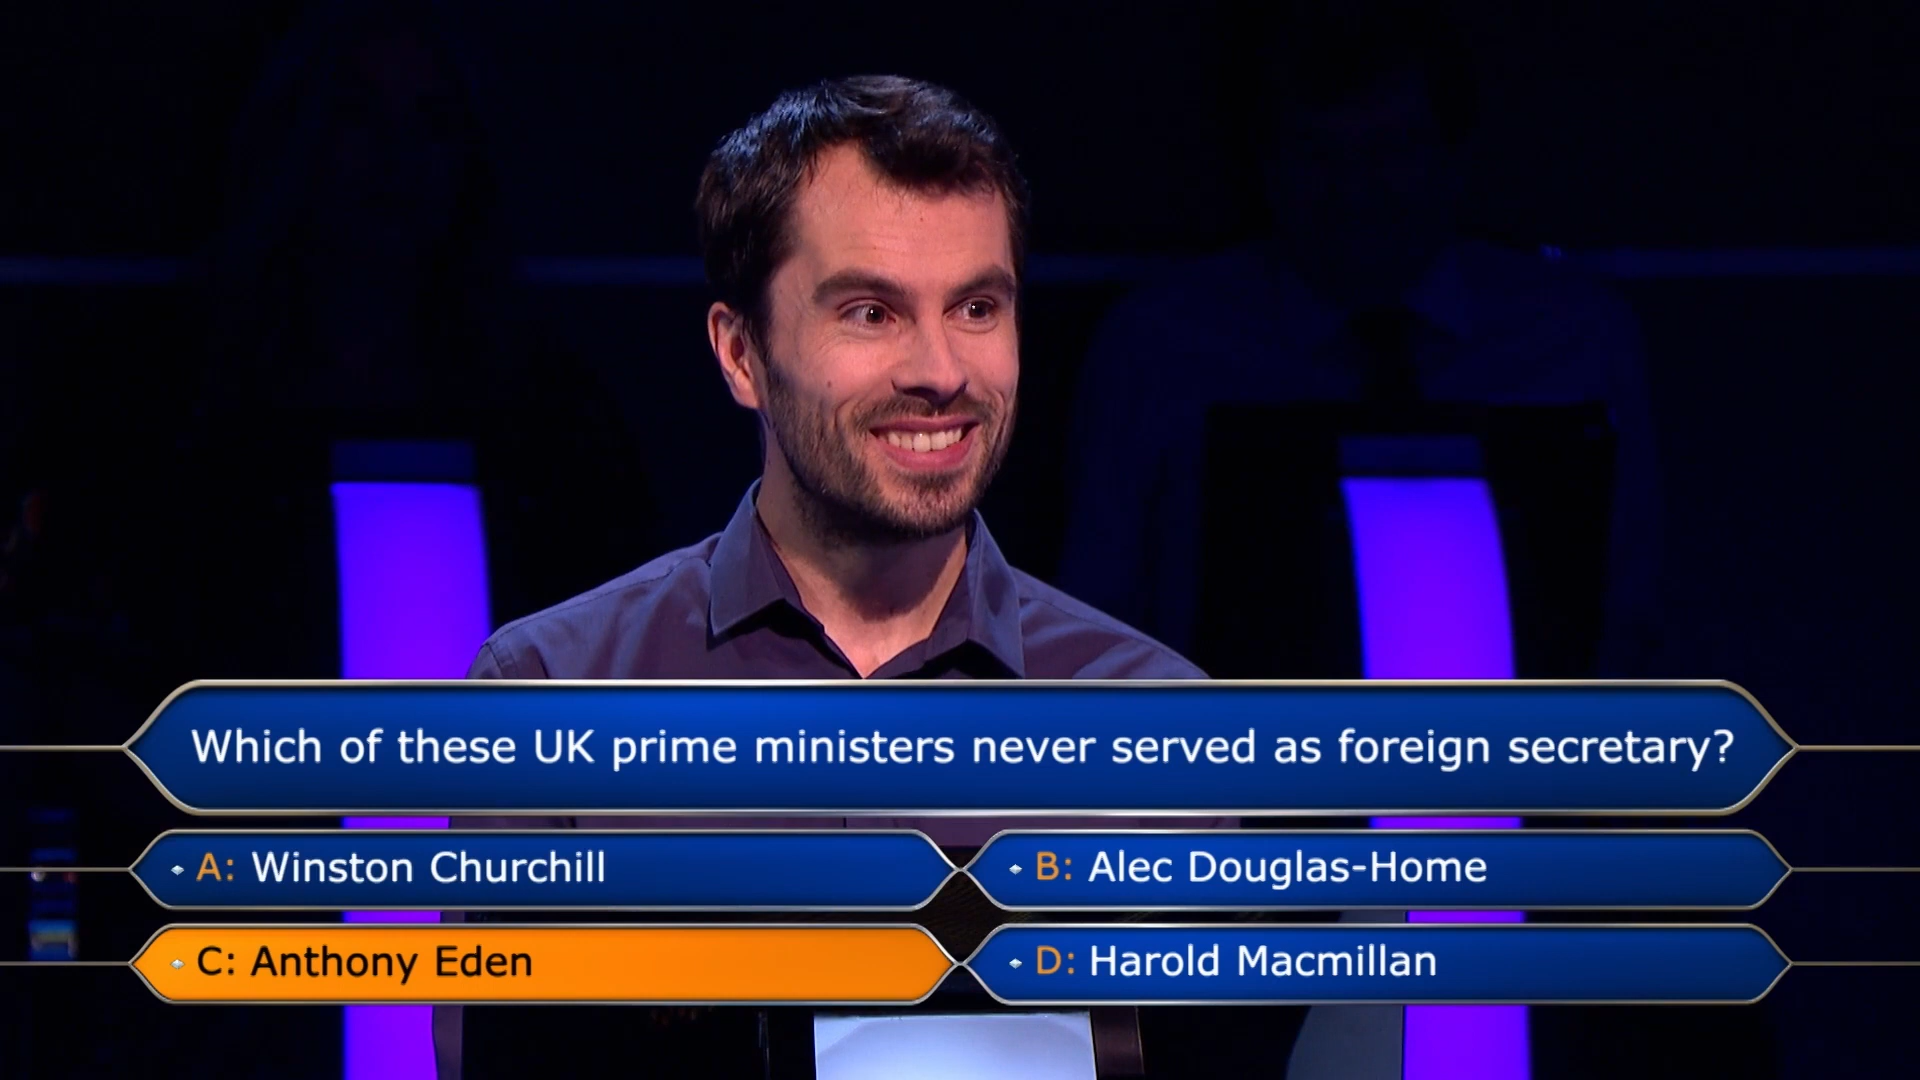 Which of these UK prime ministers never served as foreign secretary?
A: Winston Churchill
B: Alec Douglas-Home
C: Anthony Eden
D: Harold Macmillan